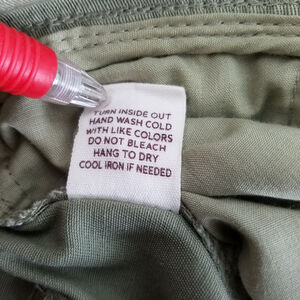 TURN INSIDE OUT
HAND WASH COLD
WITH LIKE COLORS
DO NOT BLEACH
HANG TO DRY
COOL IRON IF NEEDED